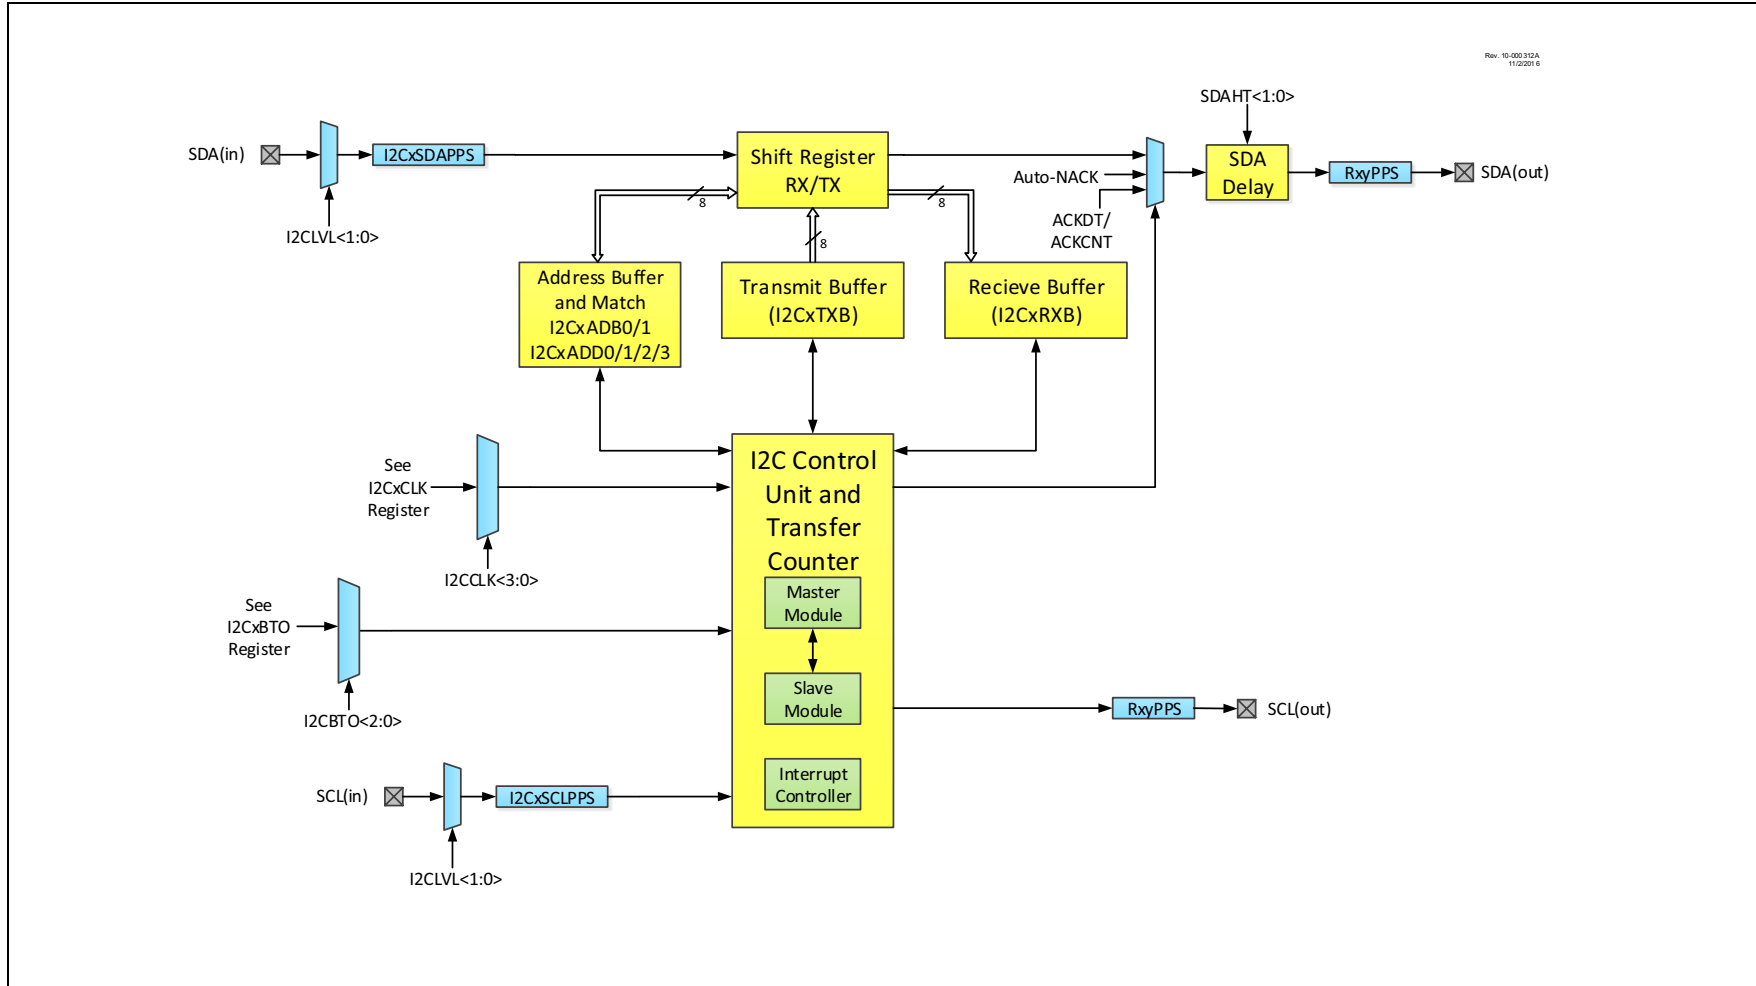 Rev. 10-000312A
11/2/2016
SDAHT<1:0>
SDA(in)
I2CxSDAPPS
I2CLVL<1:0>
Shift Register
RX/TX
8
8
8
Auto-NACK
ACKDT/
ACKCNT
SDA
Delay
RxyPPS
SDA(out)
Address Buffer
and Match
I2CxADB0/1
I2CxADD0/1/2/3
Transmit Buffer
(I2CxTXB)
Recieve Buffer
(I2CxRXB)
See
I2CxCLK
Register
I2CCLK<3:0>
I2C Control
Unit and
Transfer
Counter
Master
Module
Slave
Module
Interrupt
Controller
See
I2CxBTO
Register
I2CBTO<2:0>
RxyPPS
SCL(out)
SCL(in)
I2CxSCLPPS
I2CLVL<1:0>